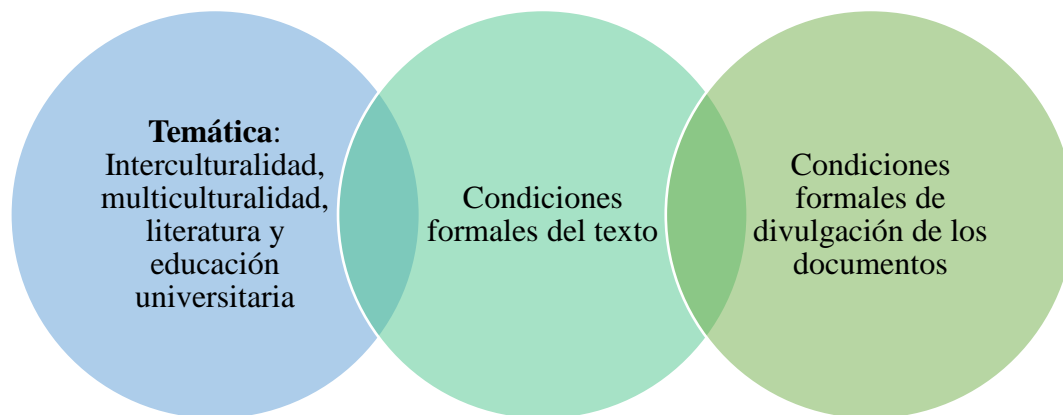 Temática:
Interculturalidad,
multiculturalidad,
literatura y
educación
universitaria
Condiciones
formales del texto
Condiciones
formales de
divulgación de los
documentos